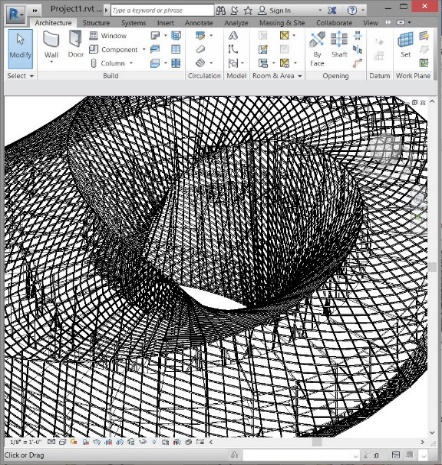 Project1.rvt - Type a keyword or phrase Sign In
Architecture Structure Systems Insert Annotate Analyze Massing & Site Collaborate View
Modify Wall Door Window Component Column By Face Shaft Set
Select Build Circulation Model Room & Area Opening Datum Work Plane
1/8" = 1'-0"
Click or Drag :0